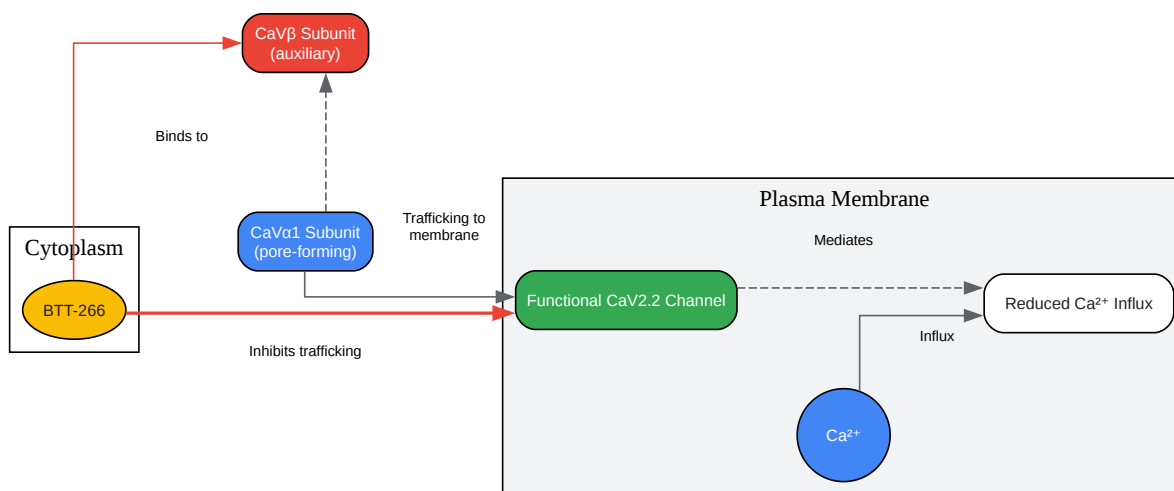 CaVβ Subunit
(auxiliary)
Binds to
Cytoplasm
BTT-266
CaVα1 Subunit
(pore-forming)
Trafficking to
membrane
Inhibits trafficking
Plasma Membrane
Mediates
Functional CaV2.2 Channel
Reduced Ca²⁺ Influx
Influx
Ca²⁺